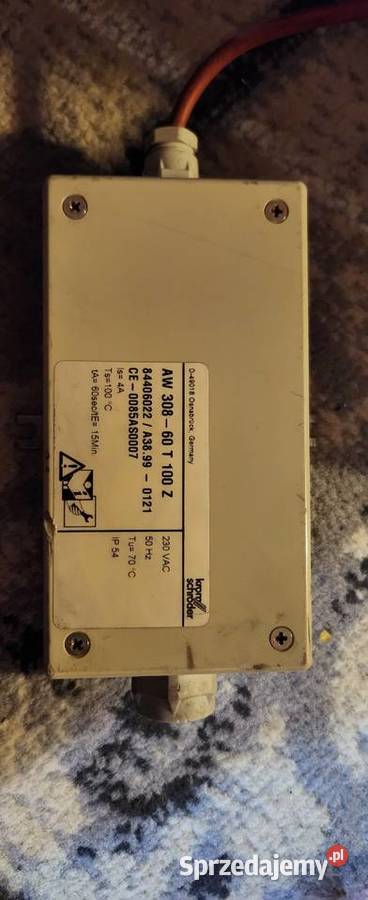 D-49018 Osnabrück, Germany
AW 308-60 T 100 Z
84406022 / A38.99 - 0121
CE-0085AS0007
Is= 4A
Ts=100 °C
tA= 60sec/tE= 15Min.
kromschröder
230 VAC
50 Hz
Tu= 70 °C
IP 54
Sprzedajemy.pl